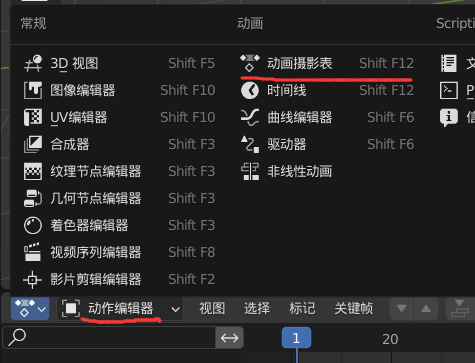 常规
3D 视图 Shift F5
图像编辑器 Shift F10
UV编辑器 Shift F10
合成器 Shift F3
纹理节点编辑器 Shift F3
几何节点编辑器 Shift F3
着色器编辑器 Shift F3
视频序列编辑器 Shift F8
影片剪辑编辑器 Shift F2
动画
动画摄影表 Shift F12
时间线 Shift F12
曲线编辑器 Shift F6
驱动器 Shift F6
非线性动画
Scripti
文
P
信
动作编辑器 视图 选择 标记 关键帧
1 20